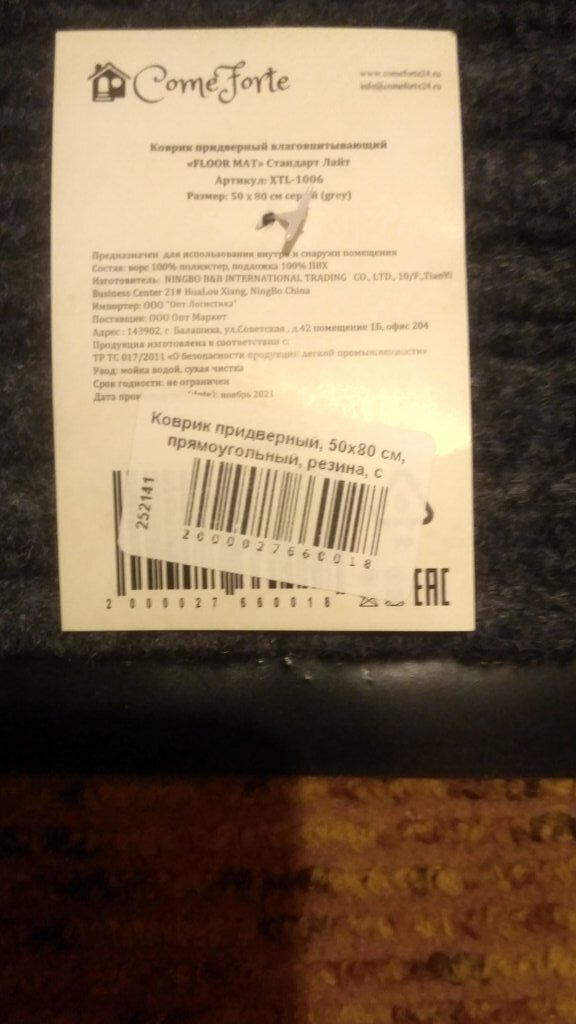 ComeForte
www.comeforte24.ru
info@comeforte24.ru
Коврик придверный влаговпитывающий
«FLOOR MAT» Стандарт Лайт
Артикул: XTL-1006
Размер: 50 х 80 см (grey)
Предназначен для использования внутри и снаружи помещения
Состав: ворс 100% полиэстер, подложка 100% ПВХ
Изготовитель: NINGBO B&B INTERNATIONAL TRADING CO., LTD., 10/F.,TianYi
Business Center 21# HuaLou Xiang, NingBo China
Импортер: ООО "Опт Логистика"
Поставщик: ООО Опт Маркет
Адрес : 143902, г. Балашиха, ул.Советская , д.42 помещение 1Б, офис 204
Продукция изготовлена в соответствии с:
ТР ТС 017/2011 «О безопасности продукции легкой промышленности»
Уход: мойка водой, сухая чистка
Срок годности: не ограничен
Дата ноябрь 2021
Коврик придверный, 50х80 см,
прямоугольный, резина, с
252141
2000027660018
2 000027 660018
EAC